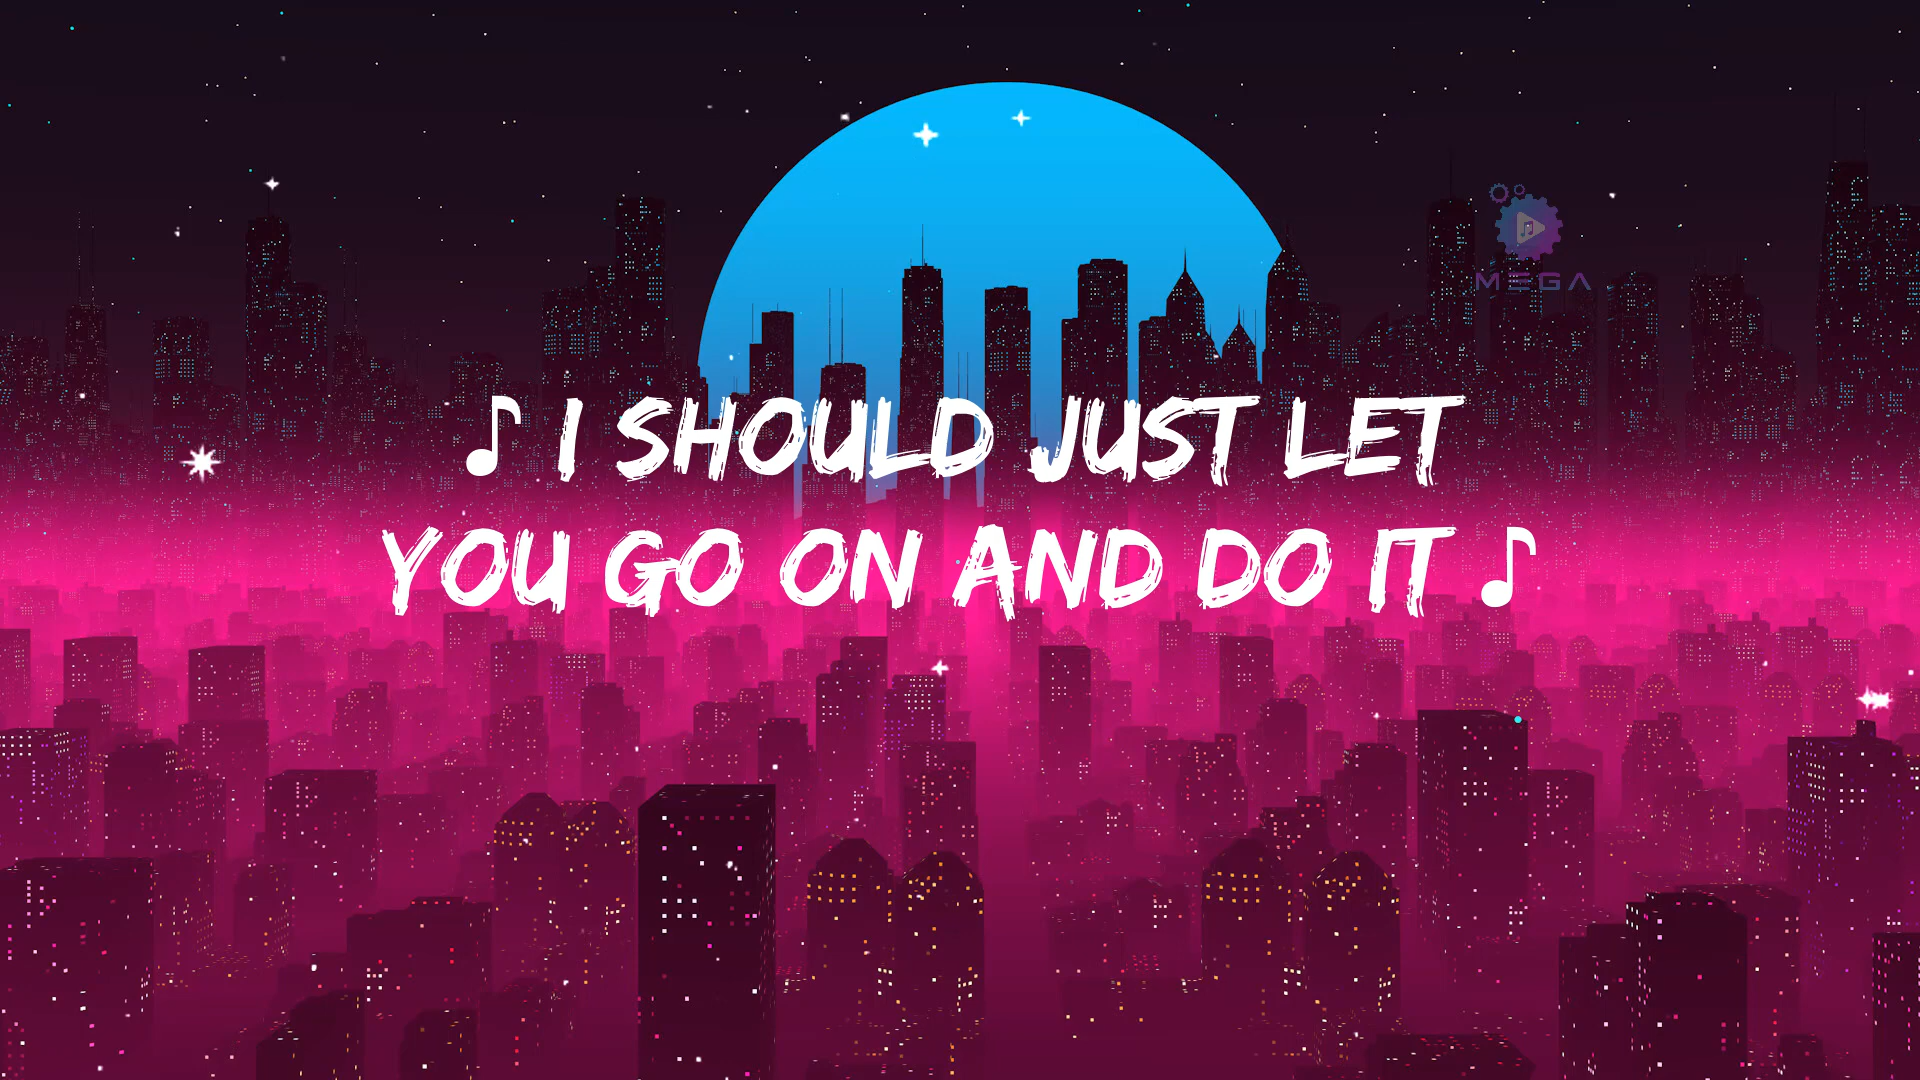 MEGA
♪ I SHOULD JUST LET
YOU GO ON AND DO IT ♪